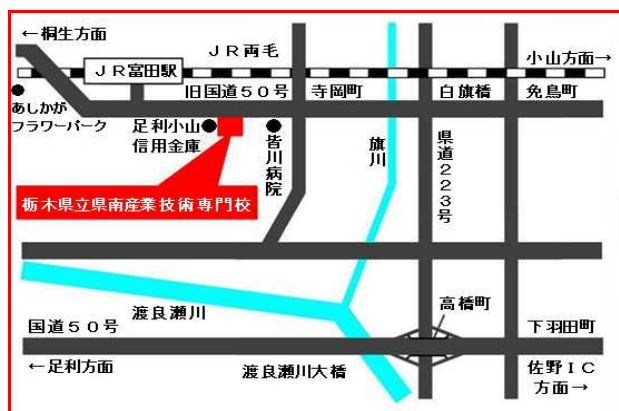 ←桐生方面
JR両毛
小山方面→
JR富田駅
旧国道50号
寺岡町
白旗橋
免鳥町
あしかが
フラワーパーク
足利小山
信用金庫
皆川病院
旗川
県道223号
栃木県立県南産業技術専門校
渡良瀬川
高橋町
国道50号
下羽田町
←足利方面
渡良瀬川大橋
佐野IC
方面→